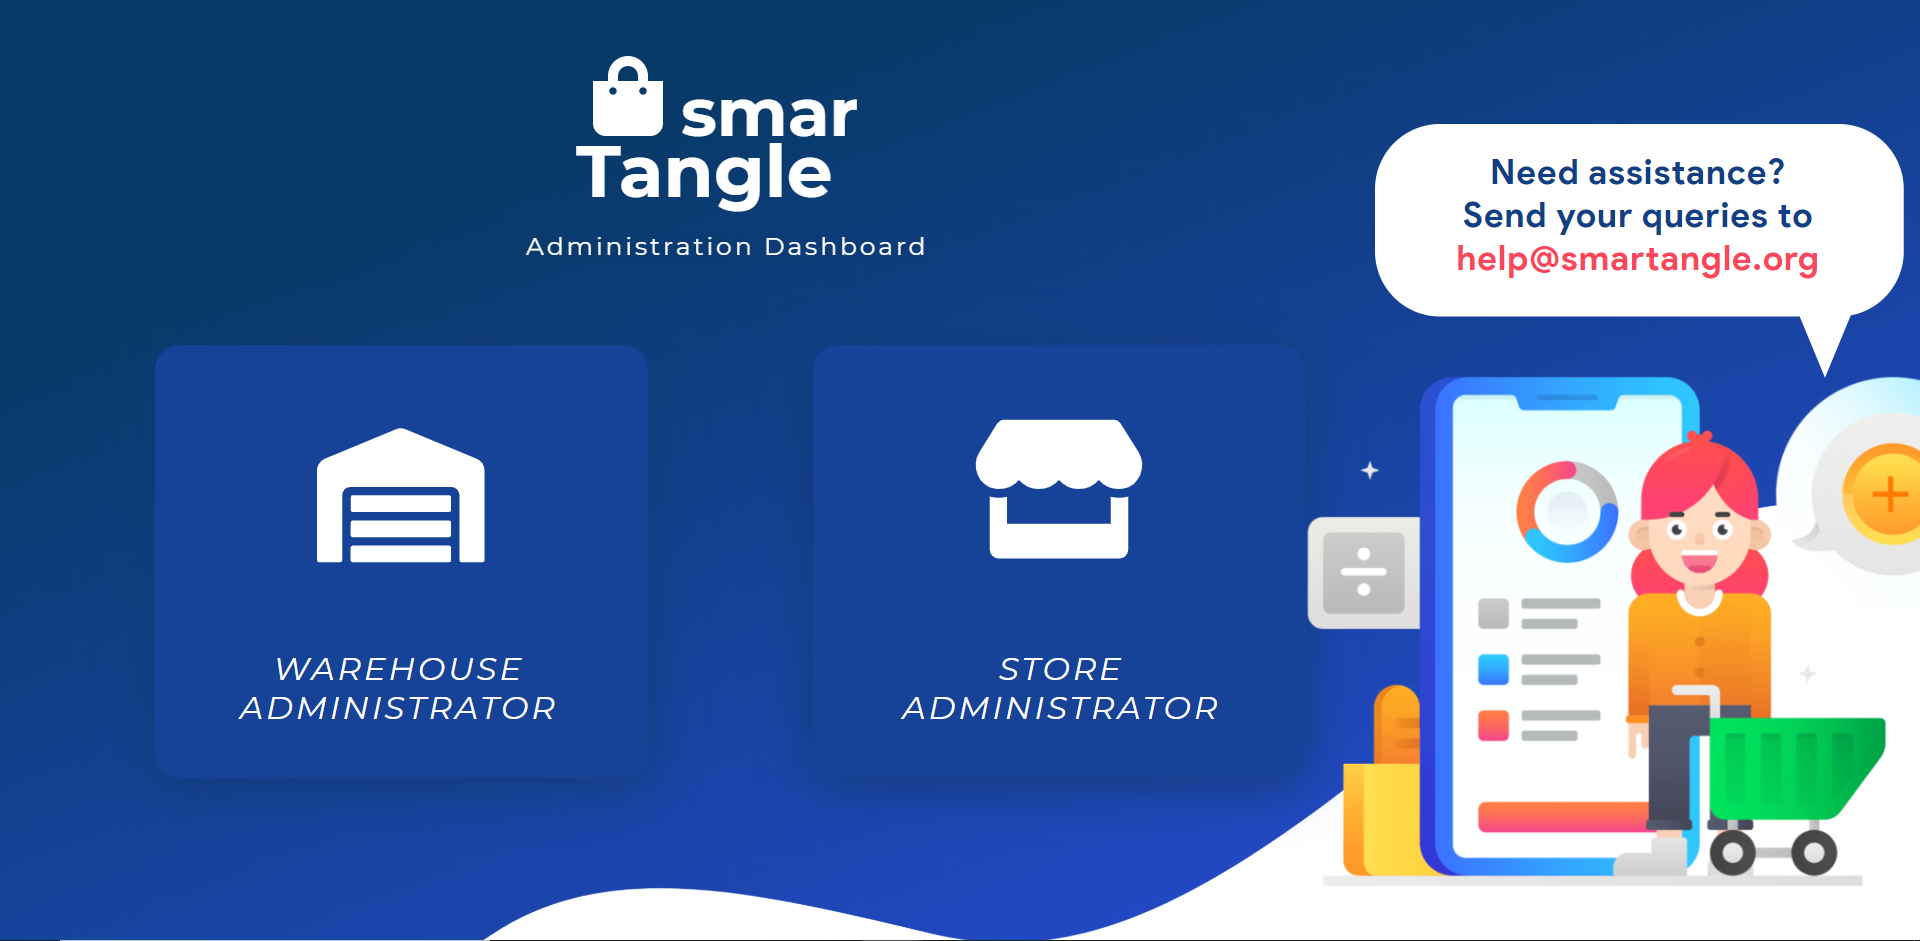 smar
Tangle
Administration Dashboard
Need assistance?
Send your queries to
help@smartangle.org
WAREHOUSE
ADMINISTRATOR
STORE
ADMINISTRATOR